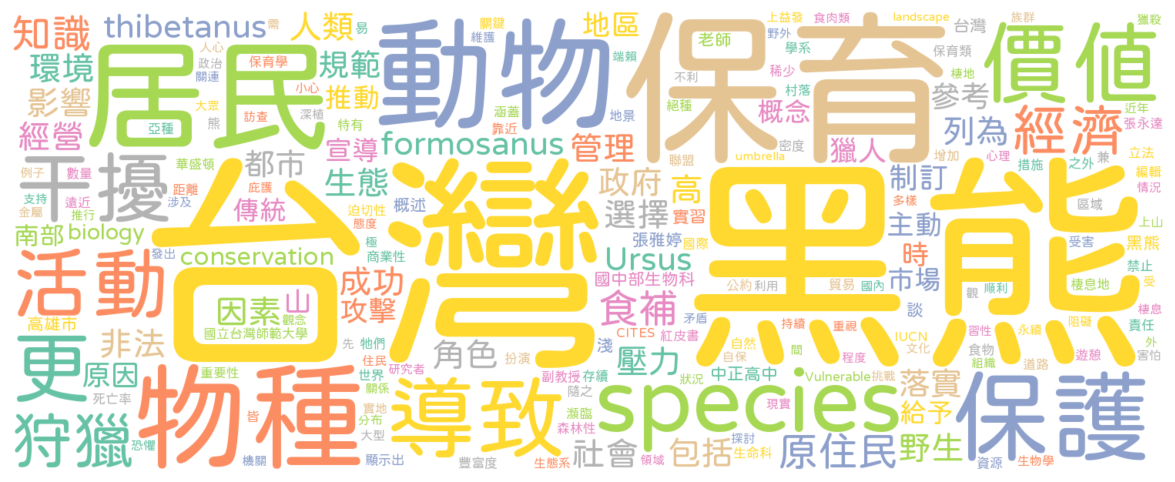 知識
thibetanus
人心
需
人類
易
動物
關鍵
維護
地區
端賴
保育
老師
上益發
野外
食肉類
學系
landscape
保育類
族群
台灣
獵殺
價值
環境
居民
政治
關連
保育學
規範
小心
推動
涵蓋
地景
不利
絕種
稀少
村落
概念
棲地
參考
近年
張永達
影響
大眾
熊
深植
特有
靠近
經營
亞種
訪查
宣導
formosanus
管理
聯盟
umbrella
密度
獵人
增加
列為
經濟
心理
措施
之外
兼
立法
編輯
情況
干擾
華盛頓
例子
數量
支持
遠近
金屬
推行
距離
涉及
都市
庇護
傳統
生態
迫切性
態度
概述
極
商業性
台灣
政府
選擇
高
實習
張雅婷
國際
黑熊
制訂
多樣
主動
區域
上山
受害
黑熊
南部
biology
發出
conservation
成功
攻擊
Ursus
國中部生物科
食補
公約
利用
貿易
市場
國內
時
談
觀
順利
棲息地
禁止
受
棲息
活動
高雄市
因素
山
觀念
國立台灣師範大學
非法
先
牠們
住民
研究者
角色
扮演
淺
CITES
矛盾
紅皮書
自然
自保
間
持續
重視
程度
IUCN
文化
習性
食物
組織
永續
道路
阻礙
遊憩
責任
外
害怕
更
原因
死亡率
重要性
世界
關係
壓力
副教授
存續
狀況
中正高中
Vulnerable
挑戰
落實
狩獵
恐懼
物種
皆
機關
實地
分布
大型
顯示出
導致
豐富度
隨之
瀕臨
森林性
生態系
社會
species
領域
包括
現實
探討
生命科
原住民
給予
野生
保護
資源
生物學